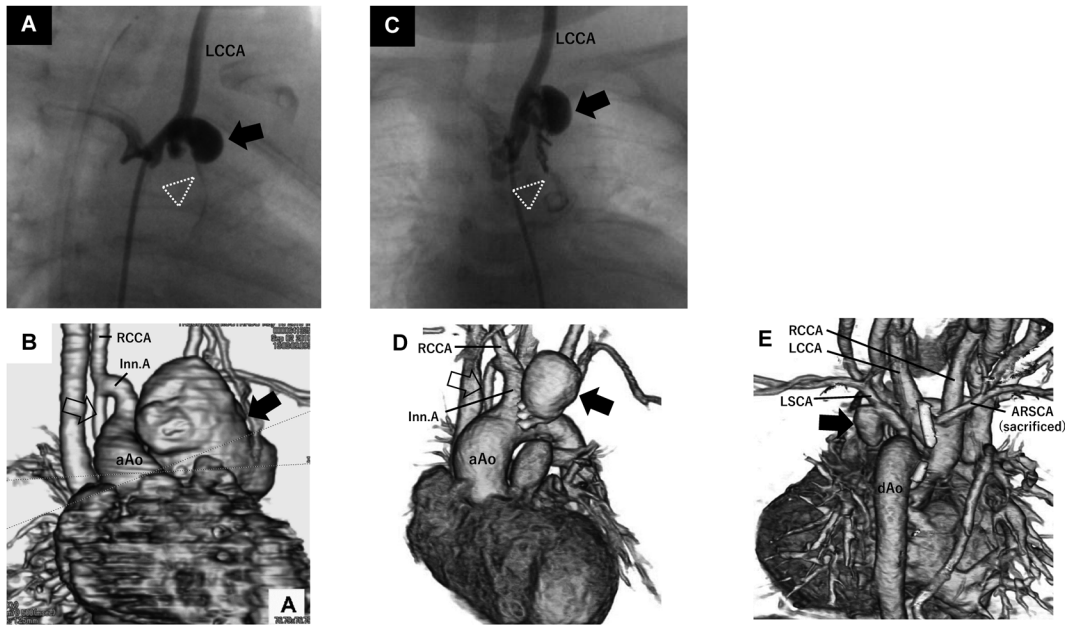 A
LCCA
C
LCCA
B
RCCA
Inn.A
aAo
A
D
RCCA
Inn.A
aAo
E
RCCA
LCCA
LSCA
ARSCA
(sacrificed)
dAo